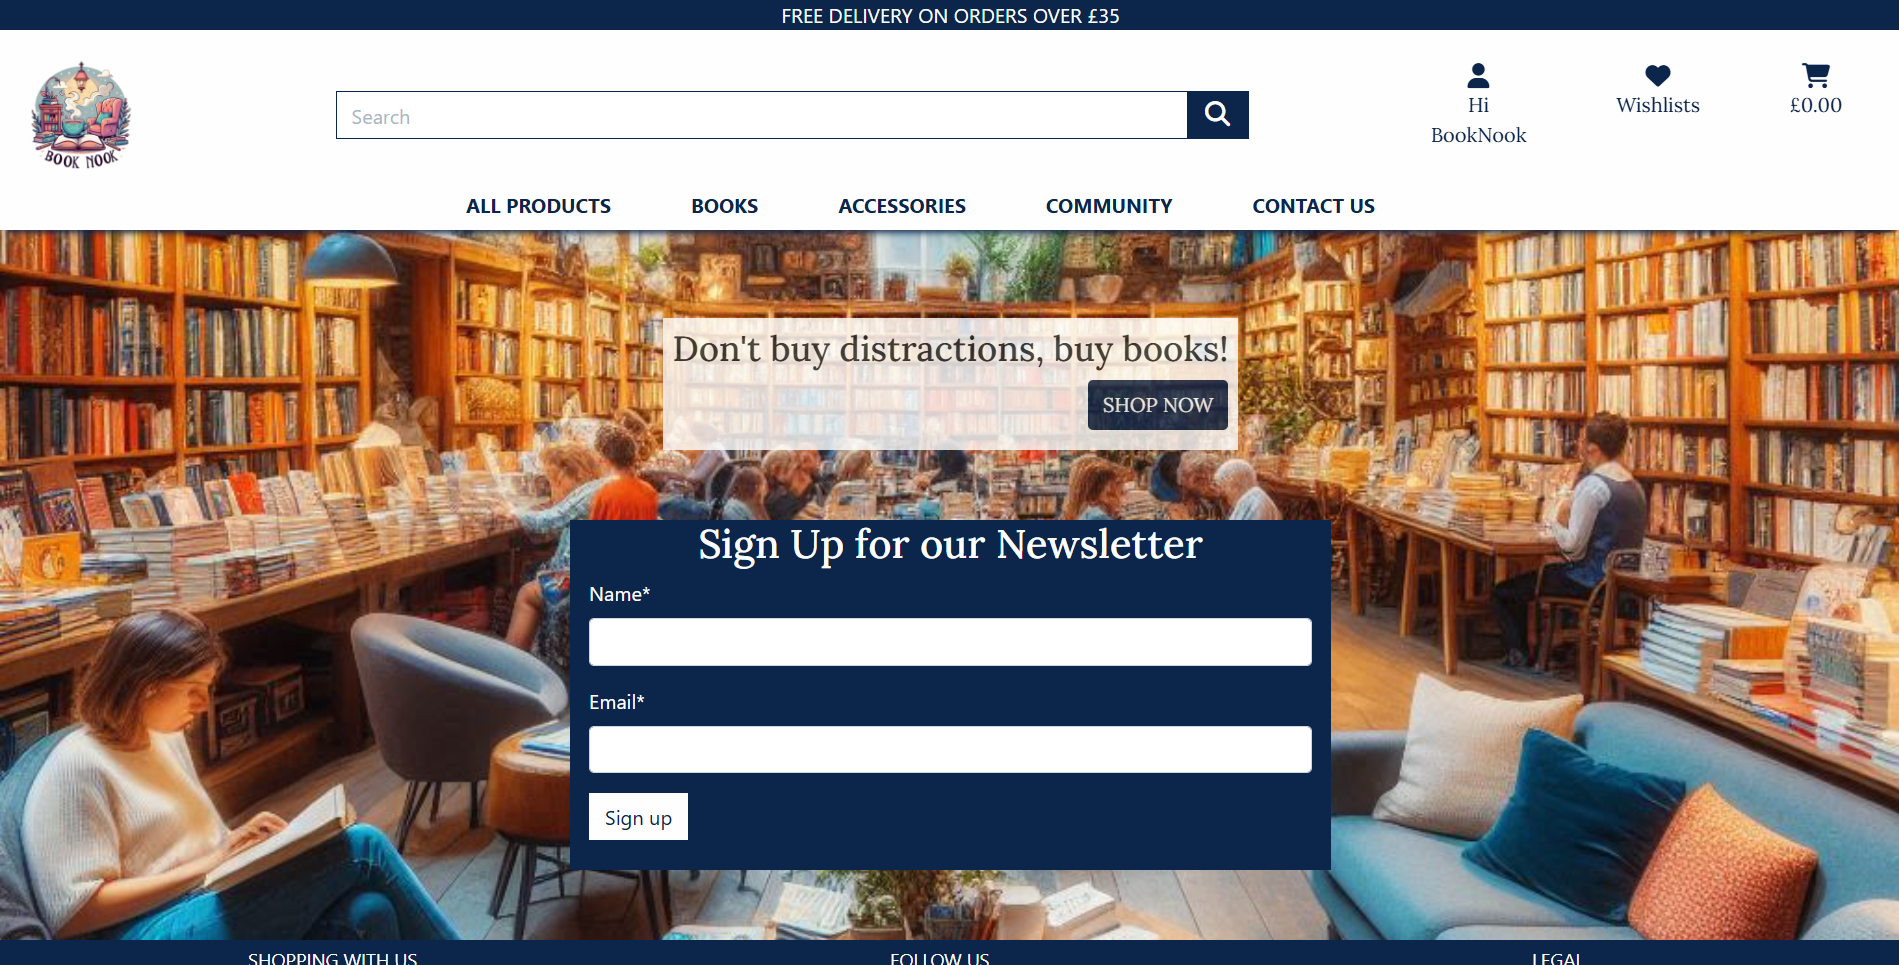 FREE DELIVERY ON ORDERS OVER £35
BOOK NOOK
Search
Hi
BookNook
Wishlists
£0.00
ALL PRODUCTS
BOOKS
ACCESSORIES
COMMUNITY
CONTACT US
Don't buy distractions, buy books!
SHOP NOW
Sign Up for our Newsletter
Name*
Email*
Sign up
SHOPPING WITH US
FOLLOW US
LEGAL